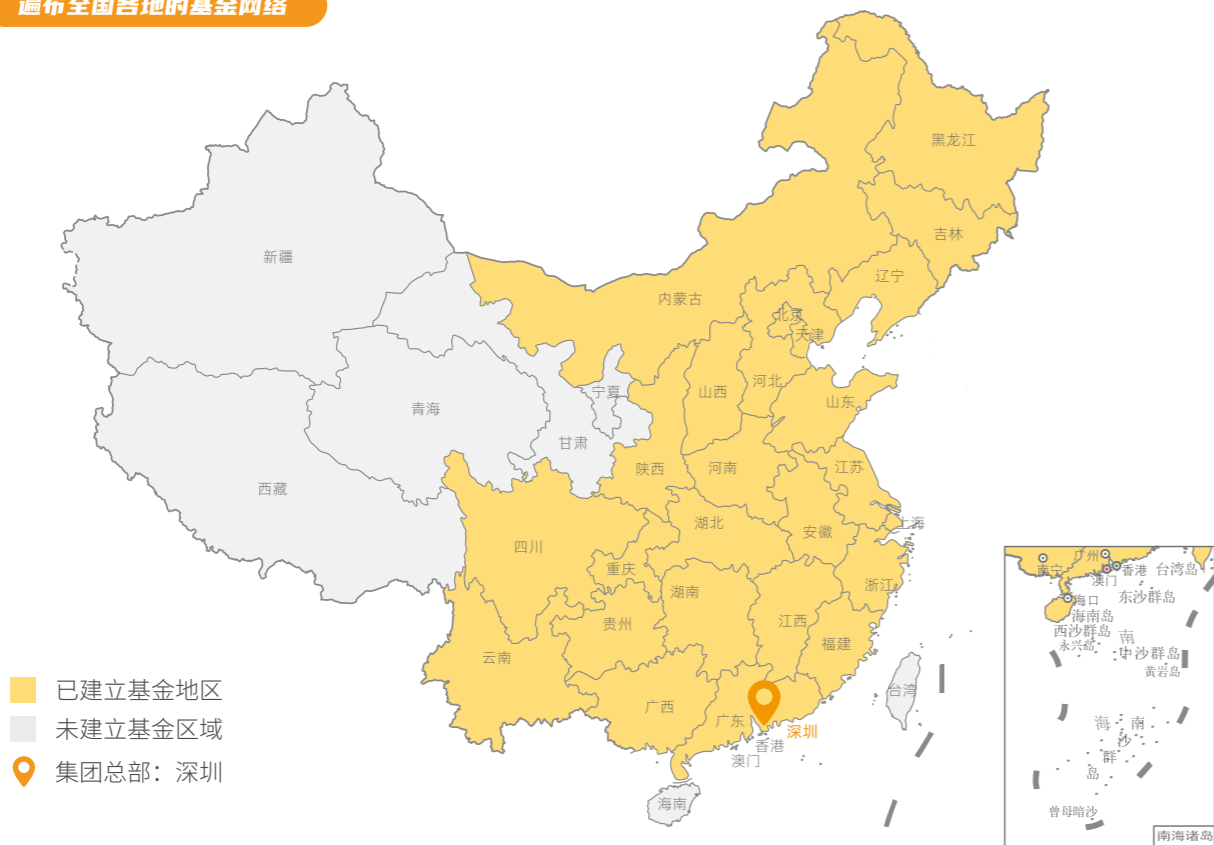 遍布全国各地的基金网络
黑龙江
吉林
新疆
辽宁
内蒙古
北京
天津
河北
宁夏
山西
山东
青海
甘肃
陕西
河南
江苏
西藏
湖北
上海
安徽
四川
重庆
湖南
浙江
贵州
江西
福建
云南
台湾
广西
广东
深圳
香港
澳门
海南
已建立基金地区
未建立基金区域
集团总部：深圳
广州
南宁
香港
台湾岛
澳门
海口
东沙群岛
海南岛
西沙群岛
南
永兴岛
中沙群岛
黄岩岛
海
南
沙
群
岛
曾母暗沙
南海诸岛